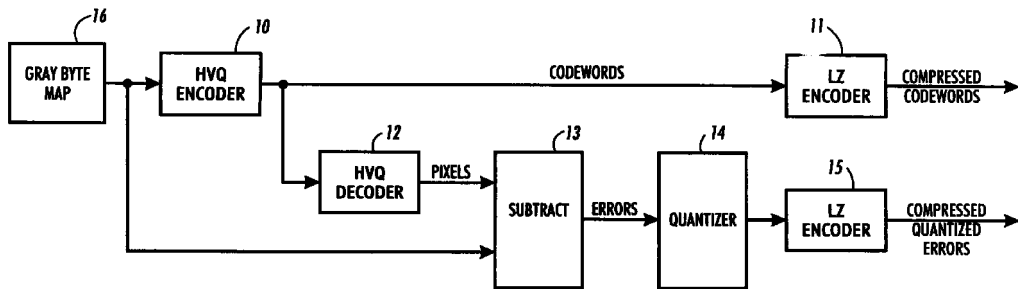 16
GRAY BYTE
MAP
10
HVQ
ENCODER
CODEWORDS
11
LZ
ENCODER
COMPRESSED
CODEWORDS
12
HVQ
DECODER
PIXELS
13
SUBTRACT
ERRORS
14
QUANTIZER
15
LZ
ENCODER
COMPRESSED
QUANTIZED
ERRORS